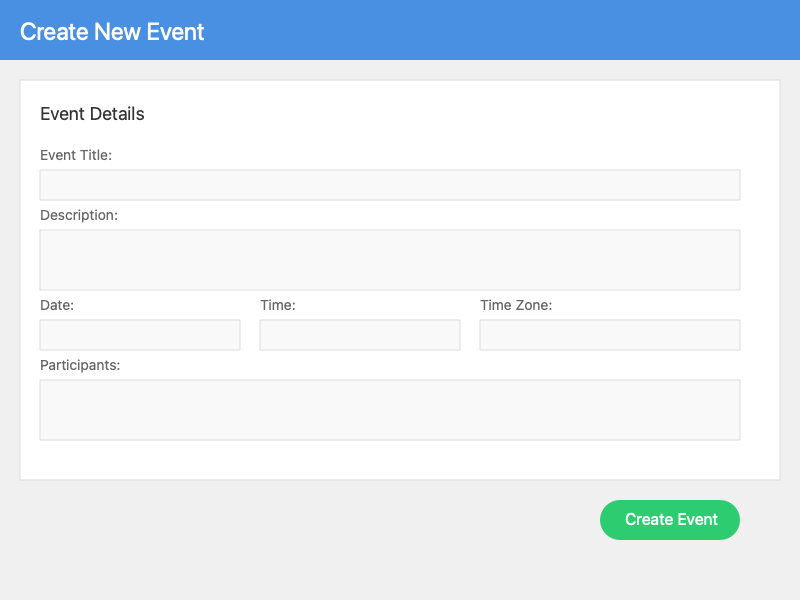 Create New Event
Event Details
Event Title:
Description:
Date:
Time:
Time Zone:
Participants:
Create Event